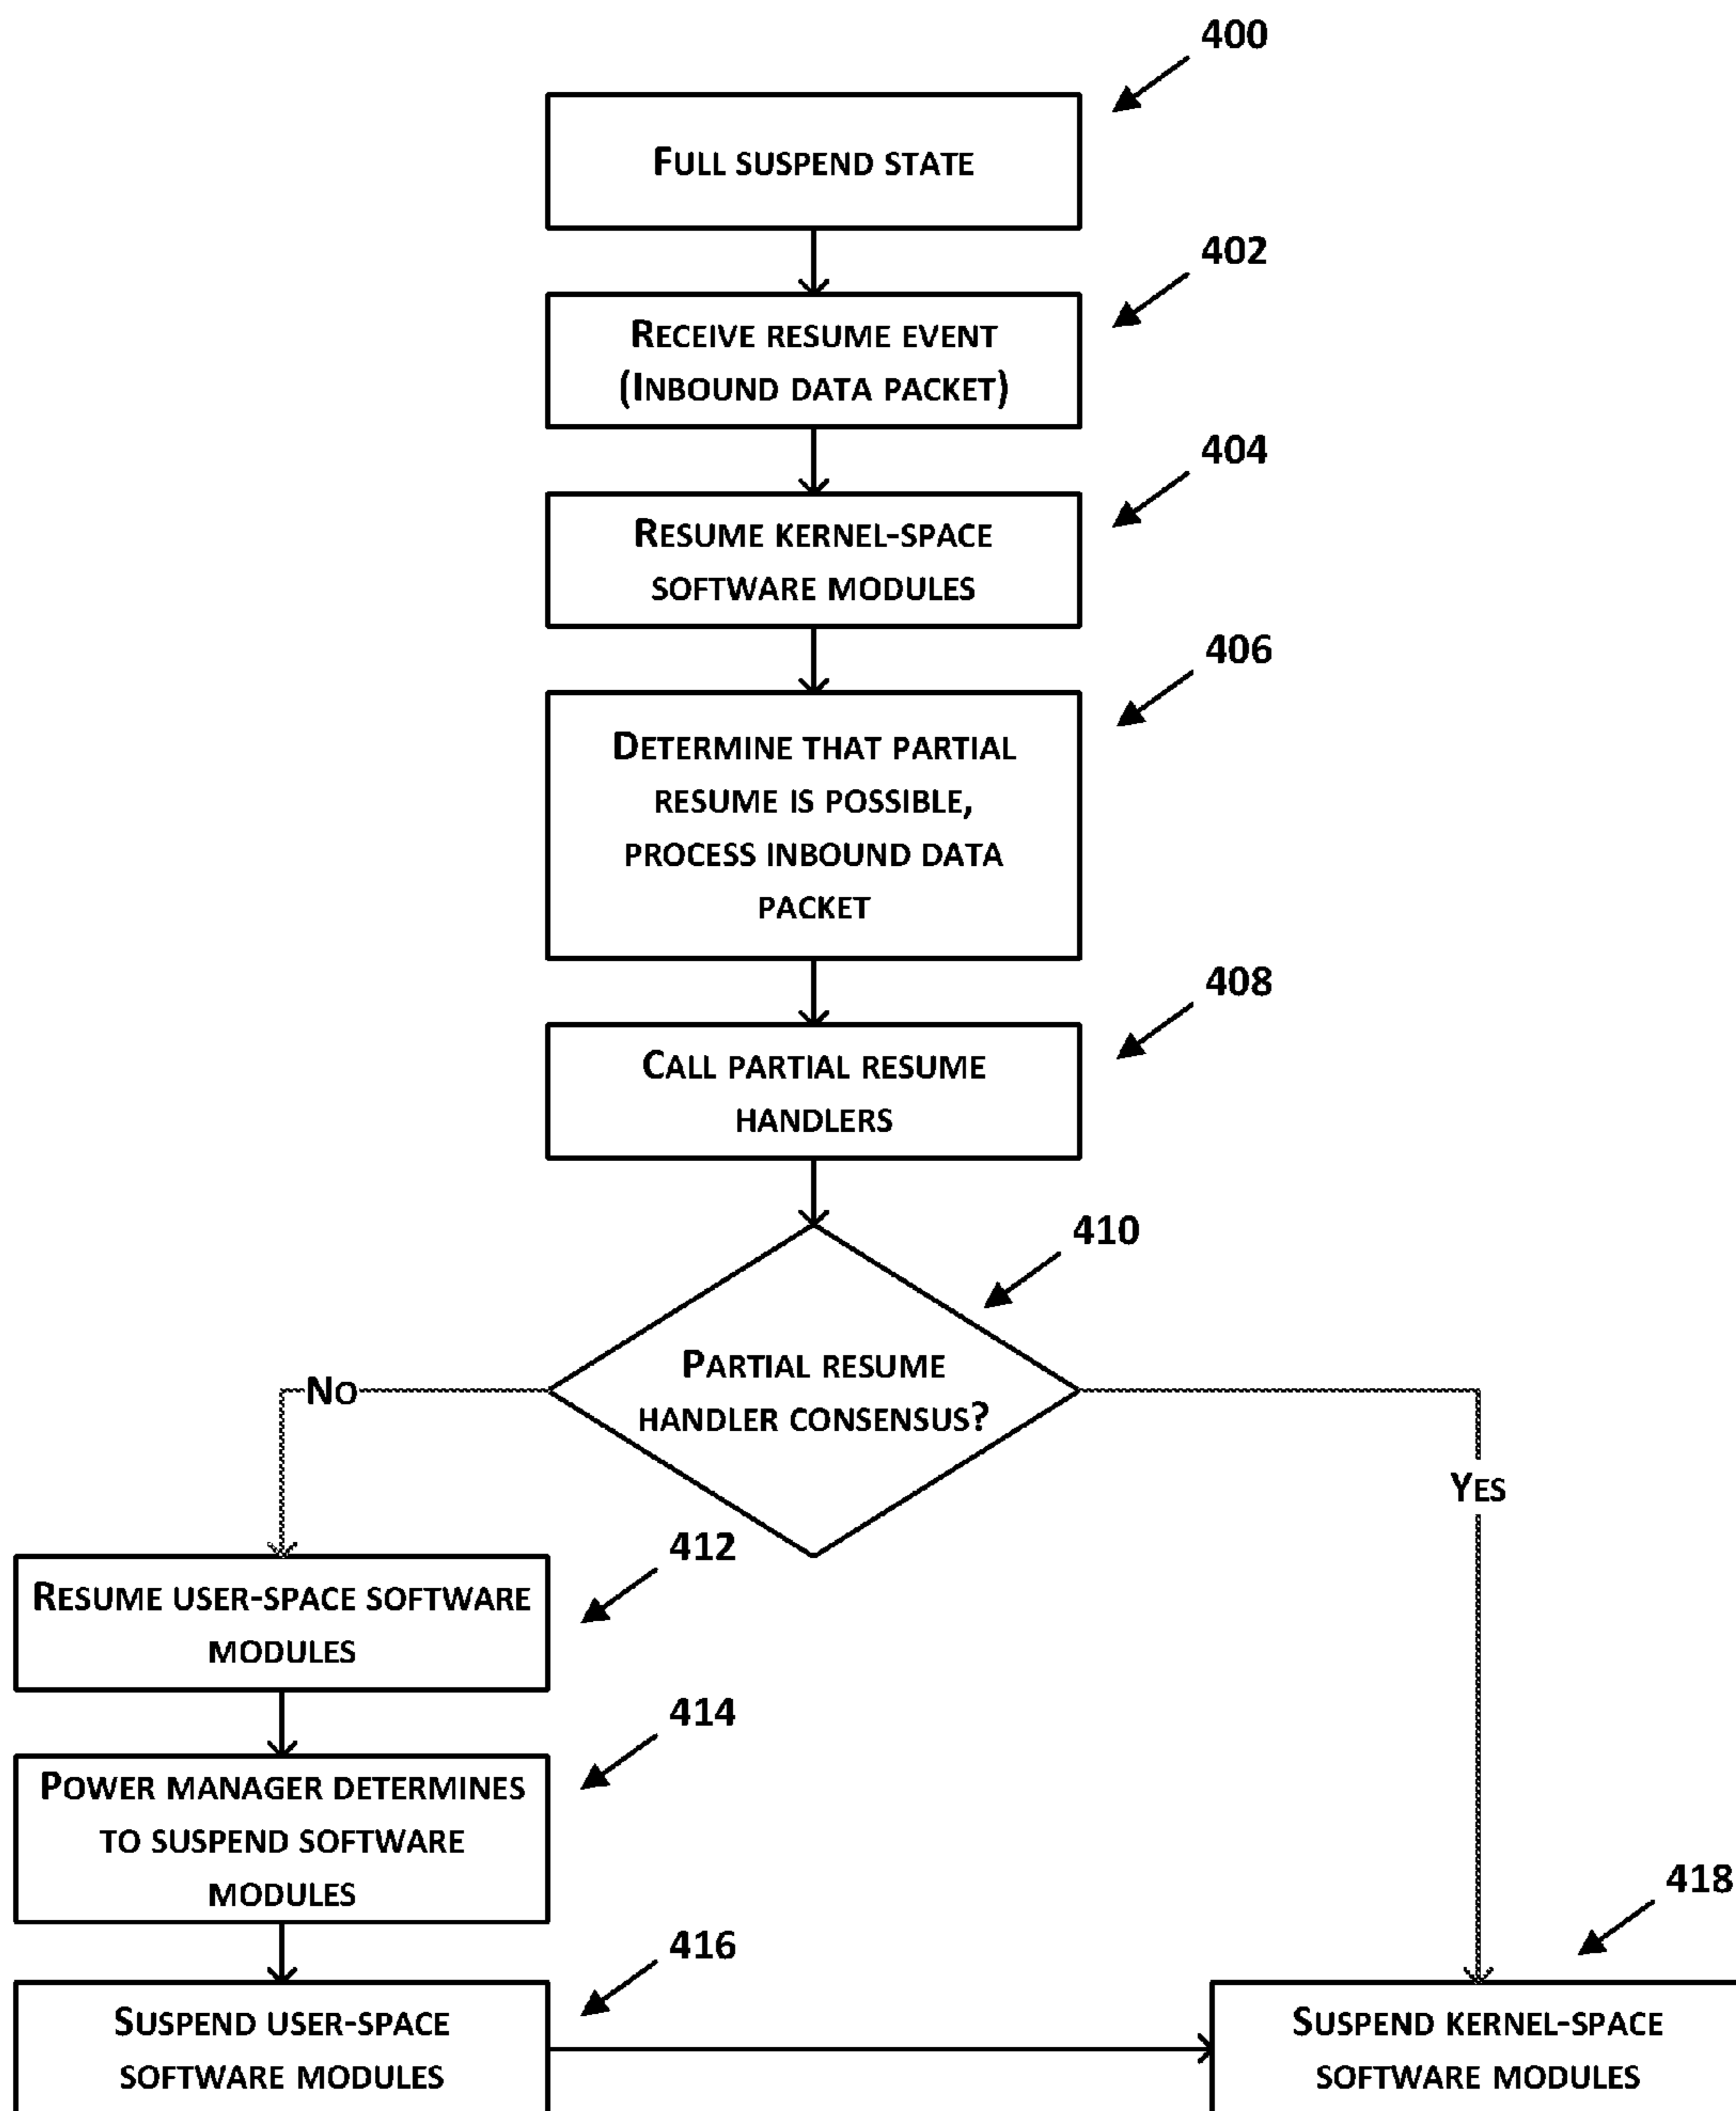 400
FULL SUSPEND STATE
402
RECEIVE RESUME EVENT
(INBOUND DATA PACKET)
404
RESUME KERNEL-SPACE
SOFTWARE MODULES
406
DETERMINE THAT PARTIAL
RESUME IS POSSIBLE,
PROCESS INBOUND DATA
PACKET
408
CALL PARTIAL RESUME
HANDLERS
410
PARTIAL RESUME
HANDLER CONSENSUS?
NO
YES
412
RESUME USER-SPACE SOFTWARE
MODULES
414
POWER MANAGER DETERMINES
TO SUSPEND SOFTWARE
MODULES
416
SUSPEND USER-SPACE
SOFTWARE MODULES
418
SUSPEND KERNEL-SPACE
SOFTWARE MODULES